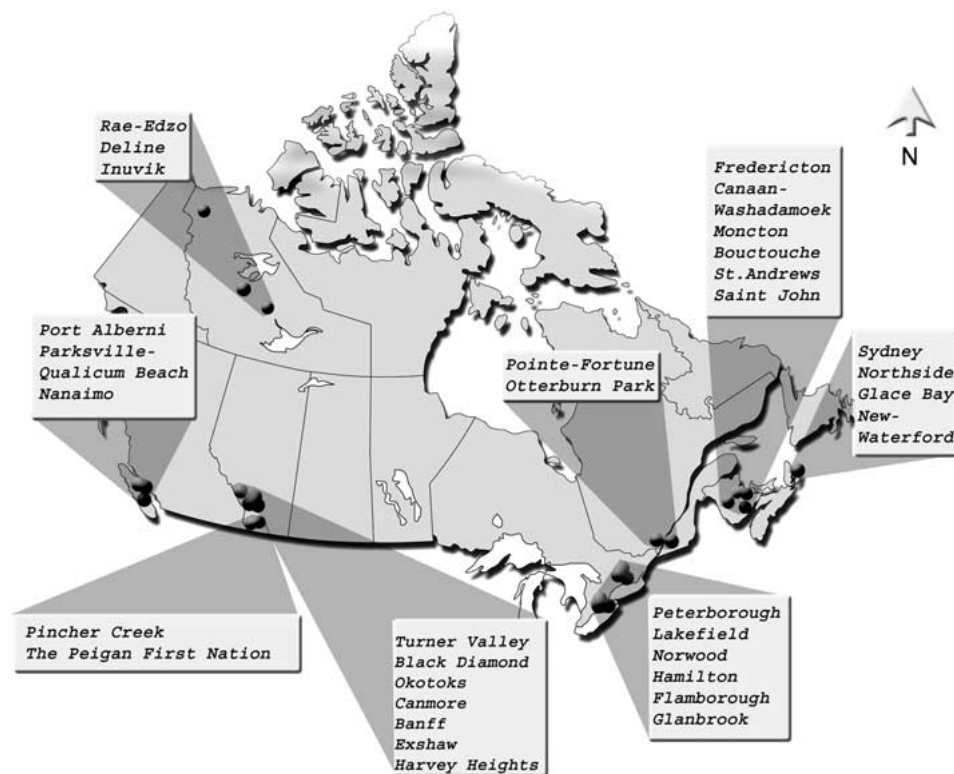 Rae-Edzo
Deline
Inuvik
N
Fredericton
Canaan-
Washadamoek
Moncton
Bouctouche
St.Andrews
Saint John
Port Alberni
Parksville-
Qualicum Beach
Nanaimo
Pointe-Fortune
Otterburn Park
Sydney
Northside
Glace Bay
New-
Waterford
Pincher Creek
The Peigan First Nation
Turner Valley
Black Diamond
Okotoks
Canmore
Banff
Exshaw
Harvey Heights
Peterborough
Lakefield
Norwood
Hamilton
Flamborough
Glanbrook